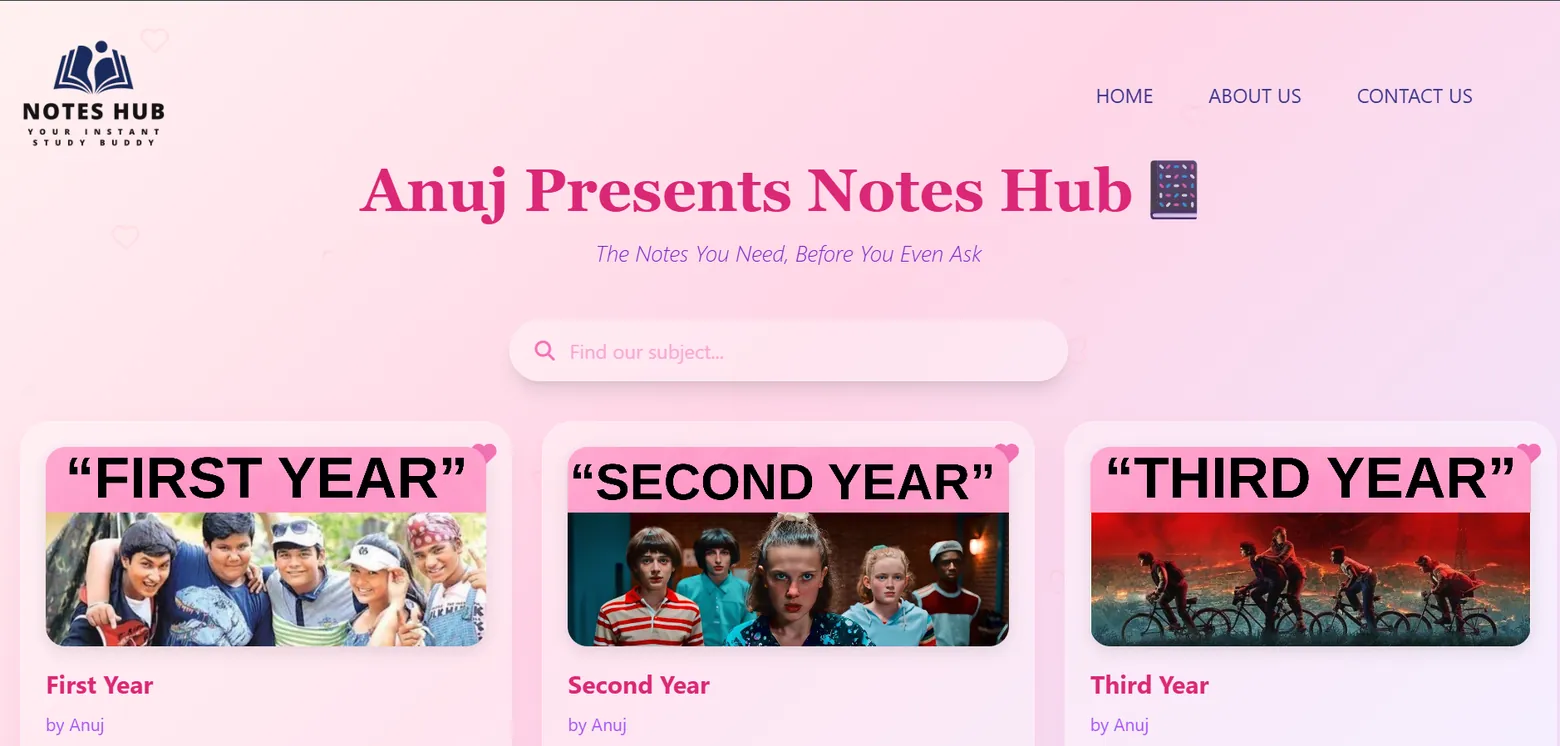 NOTES HUB
YOUR INSTANT
STUDY BUDDY
HOME ABOUT US CONTACT US
Anuj Presents Notes Hub
The Notes You Need, Before You Even Ask
Find our subject...
“FIRST YEAR”
First Year
by Anuj
“SECOND YEAR”
Second Year
by Anuj
“THIRD YEAR”
Third Year
by Anuj